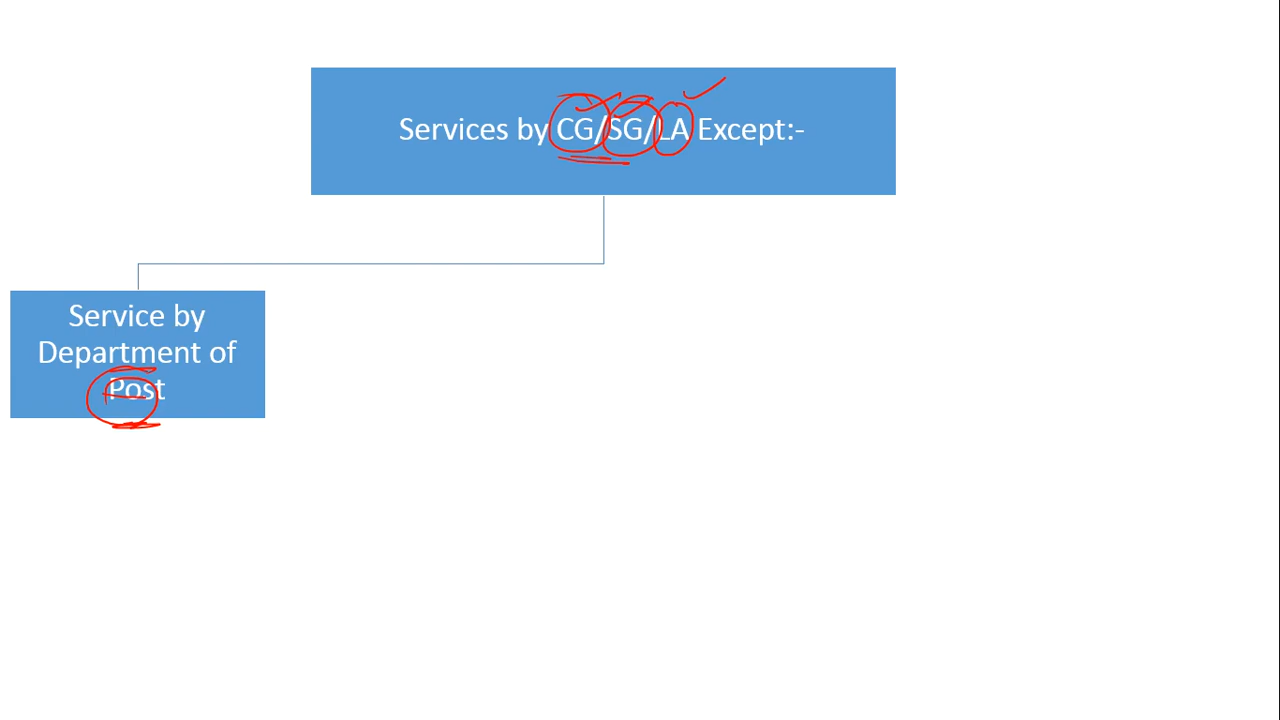 Services by CG/SG/LA Except:-
Service by
Department of
Post